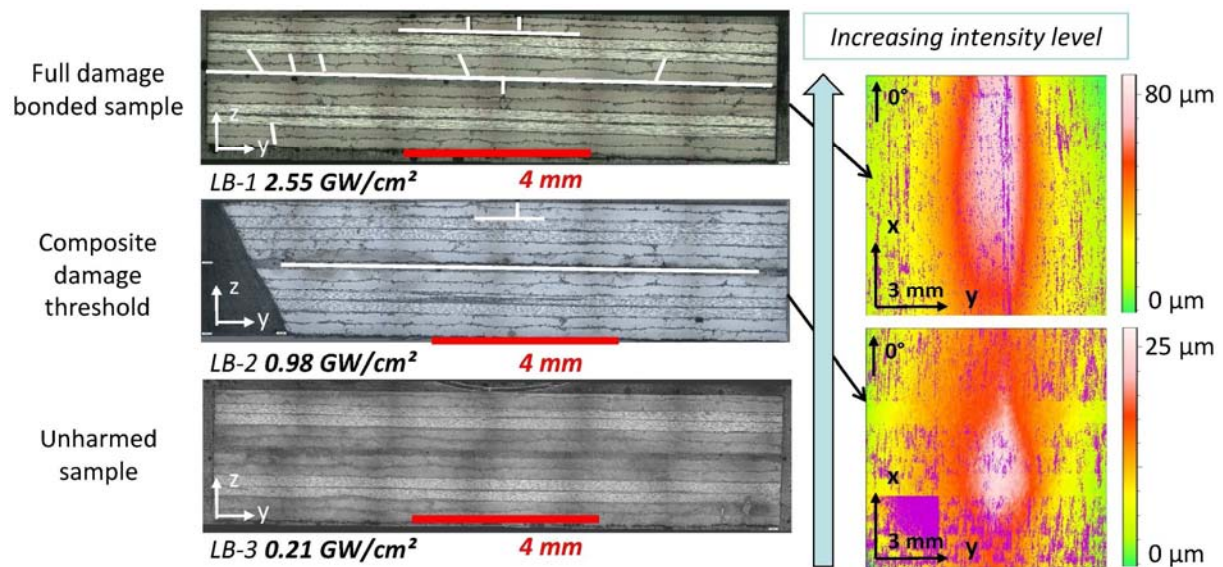 Full damage
bonded sample
z
y
LB-1 2.55 GW/cm²
4 mm
Composite
damage
threshold
z
y
LB-2 0.98 GW/cm²
4 mm
Unharmed
sample
z
y
LB-3 0.21 GW/cm²
4 mm
Increasing intensity level
0°
x
3 mm
y
80 µm
0 µm
0°
x
3 mm
y
25 µm
0 µm